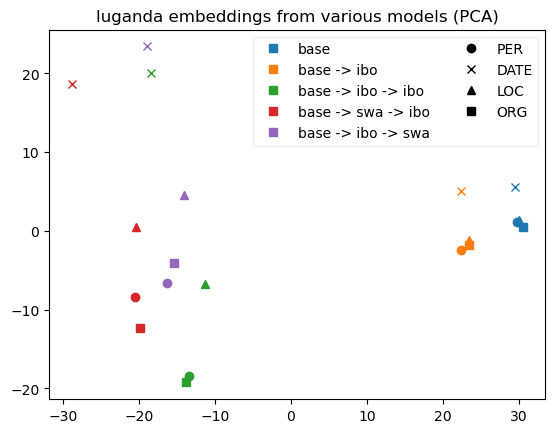 luganda embeddings from various models (PCA)
base
base -> ibo
base -> ibo -> ibo
base -> swa -> ibo
base -> ibo -> swa
PER
DATE
LOC
ORG
20
10
0
−10
−20
−30 −20 −10 0 10 20 30